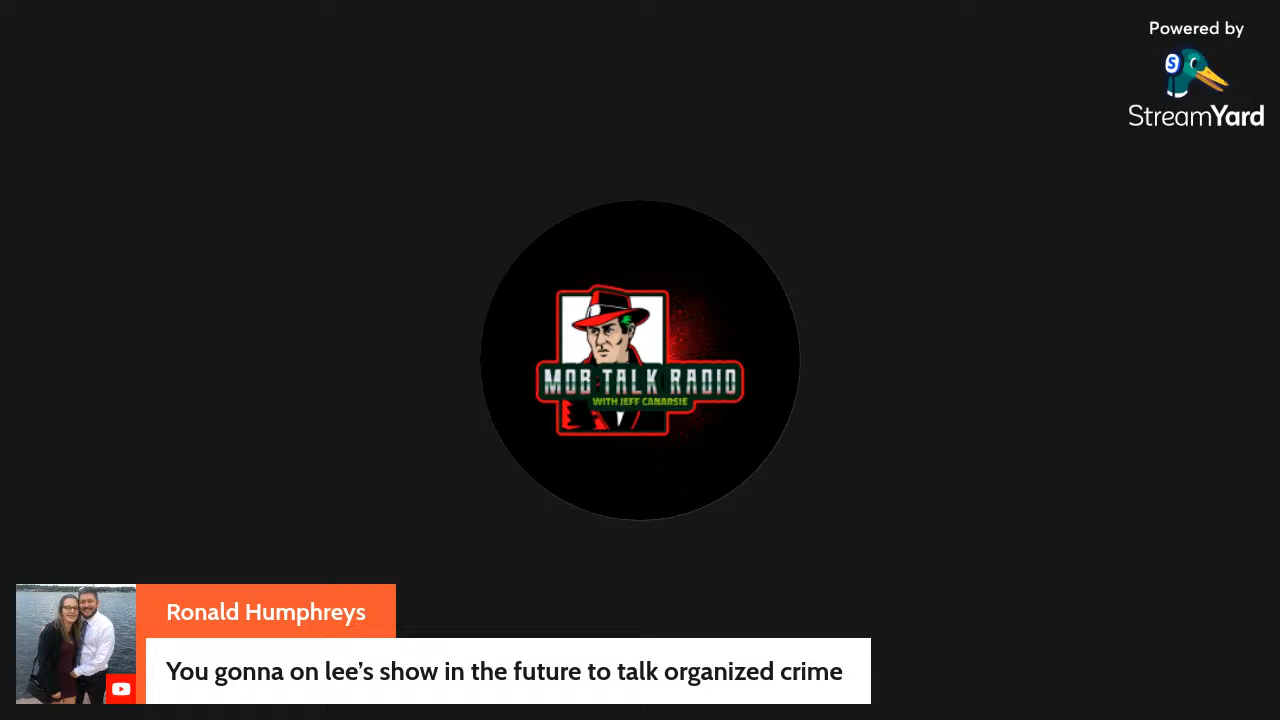 Powered by
S
StreamYard
MOB TALK RADIO
WITH JEFF CANARSIE
Ronald Humphreys
You gonna on lee’s show in the future to talk organized crime